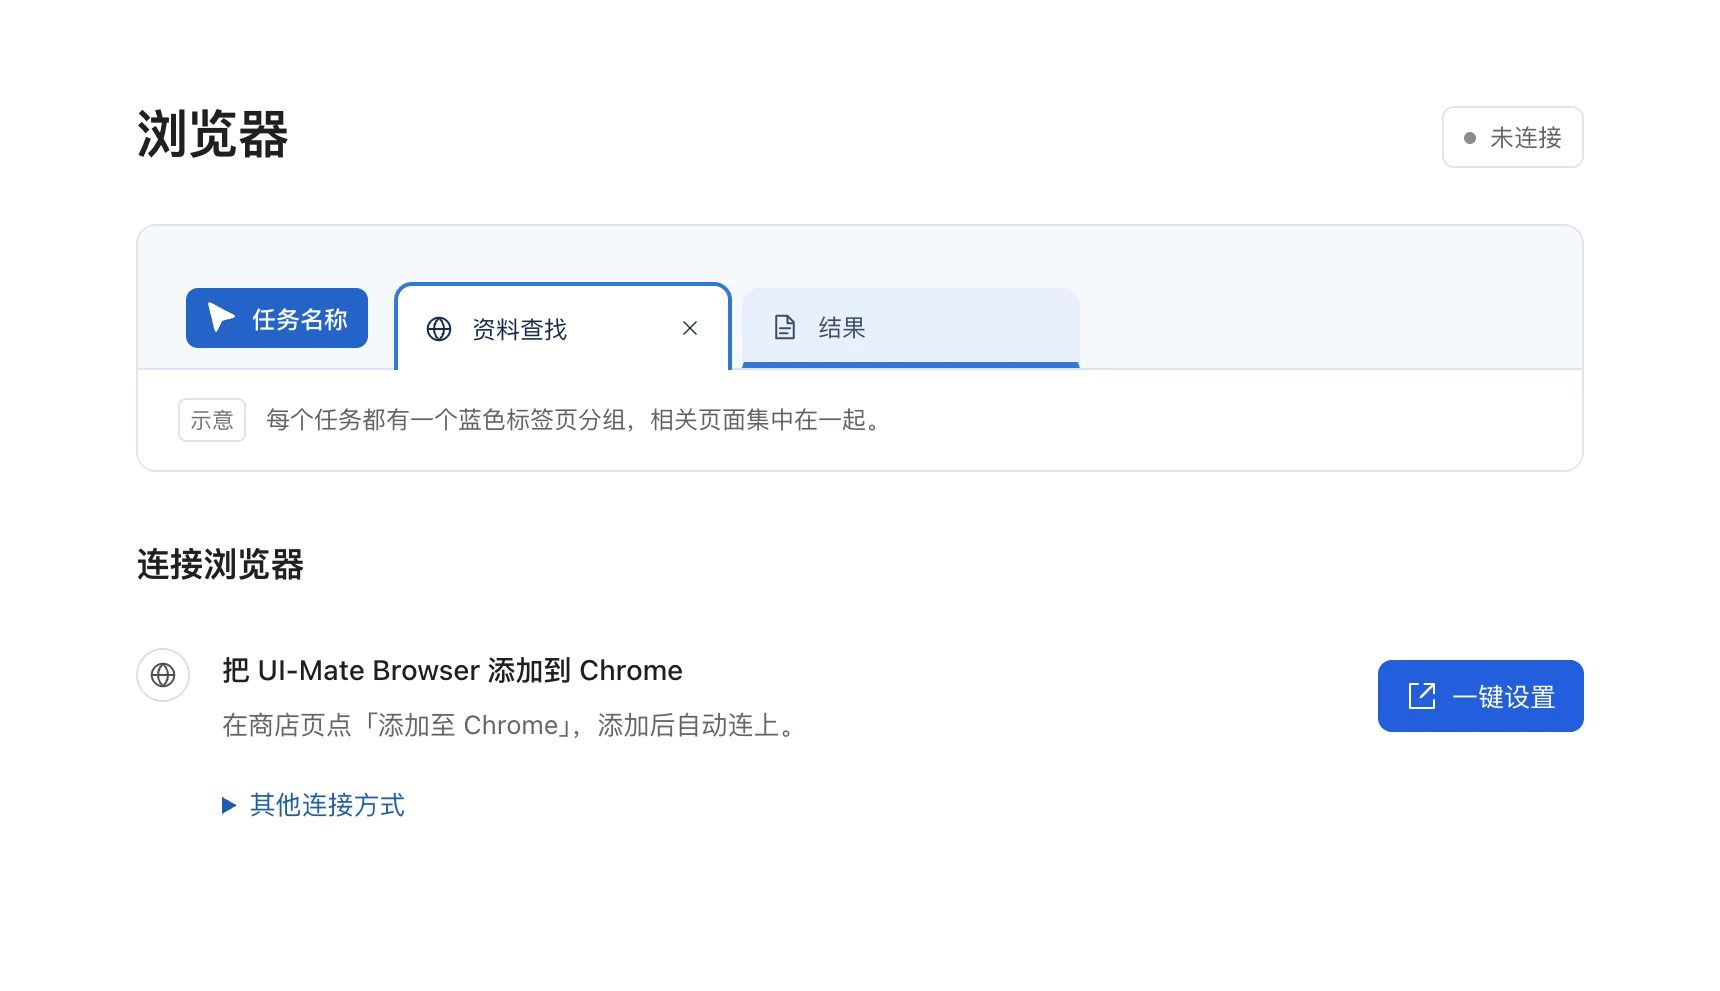 浏览器
未连接
任务名称
资料查找
结果
示意
每个任务都有一个蓝色标签页分组，相关页面集中在一起。
连接浏览器
把 UI-Mate Browser 添加到 Chrome
在商店页点「添加至 Chrome」，添加后自动连上。
一键设置
其他连接方式